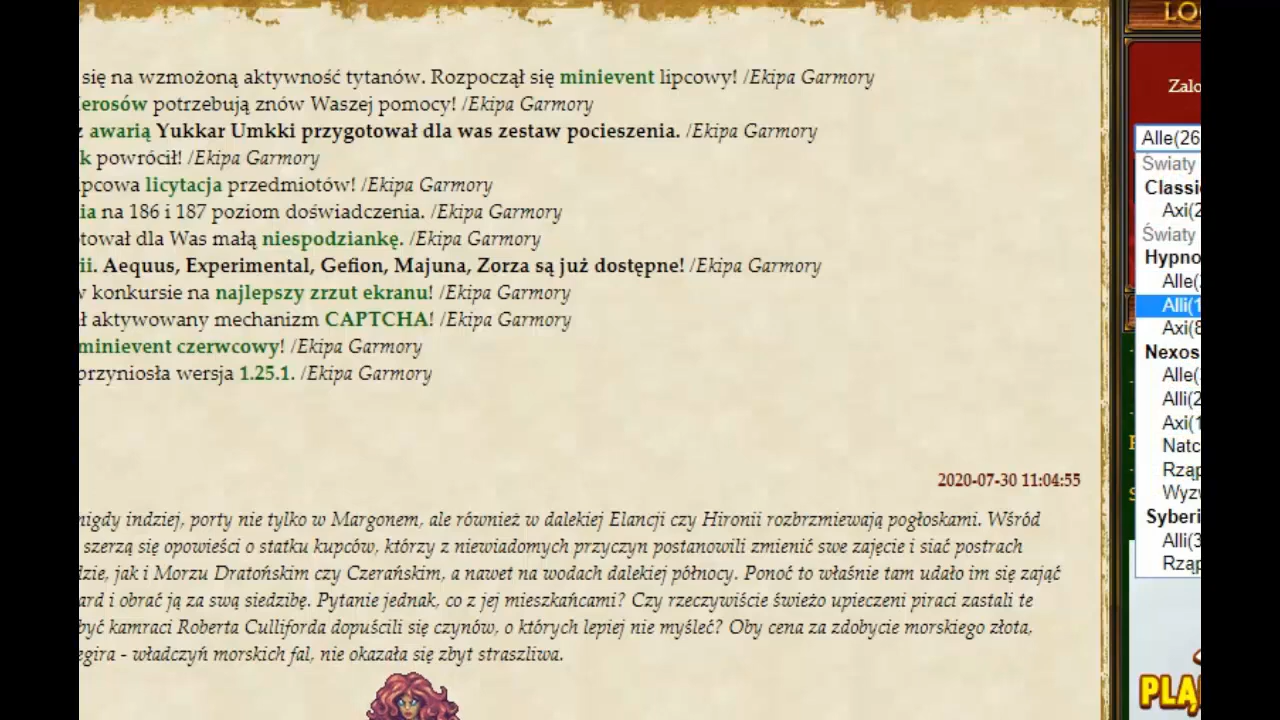 się na wzmożoną aktywność tytanów. Rozpoczął się minievent lipcowy! /Ekipa Garmory
erosów potrzebują znów Waszej pomocy! /Ekipa Garmory
z awarią Yukkar Umkki przygotował dla was zestaw pocieszenia. /Ekipa Garmory
k powrócił! /Ekipa Garmory
pcowa licytacja przedmiotów! /Ekipa Garmory
ia na 186 i 187 poziom doświadczenia. /Ekipa Garmory
tował dla Was małą niespodziankę. /Ekipa Garmory
ii. Aequus, Experimental, Gefion, Majuna, Zorza są już dostępne! /Ekipa Garmory
w konkursie na najlepszy zrzut ekranu! /Ekipa Garmory
ł aktywowany mechanizm CAPTCHA! /Ekipa Garmory
minievent czerwcowy! /Ekipa Garmory
przyniosła wersja 1.25.1. /Ekipa Garmory
2020-07-30 11:04:55
nigdy indziej, porty nie tylko w Margonem, ale również w dalekiej Elancji czy Hironii rozbrzmiewają pogłoskami. Wśród
szerzą się opowieści o statku kupców, którzy z niewiadomych przyczyn postanowili zmienić swe zajęcie i siać postrach
dzie, jak i Morzu Dratońskim czy Czerańskim, a nawet na wodach dalekiej północy. Ponoć to właśnie tam udało im się zająć
ard i obrać ją za swą siedzibę. Pytanie jednak, co z jej mieszkańcami? Czy rzeczywiście świeżo upieczeni piraci zastali te
być kamraci Roberta Culliforda dopuścili się czynów, o których lepiej nie myśleć? Oby cena za zdobycie morskiego złota,
egira - władczyń morskich fal, nie okazała się zbyt straszliwa.
LO
Zalo
Alle(26
Światy
Classi
Axi(2
Światy
Hypno
Alle(
Alli(1
Axi(8
Nexos
Alle(
Alli(2
Axi(1
Natc
Rząp
Wyzw
Syberi
Alli(3
Rząp
PLĄ